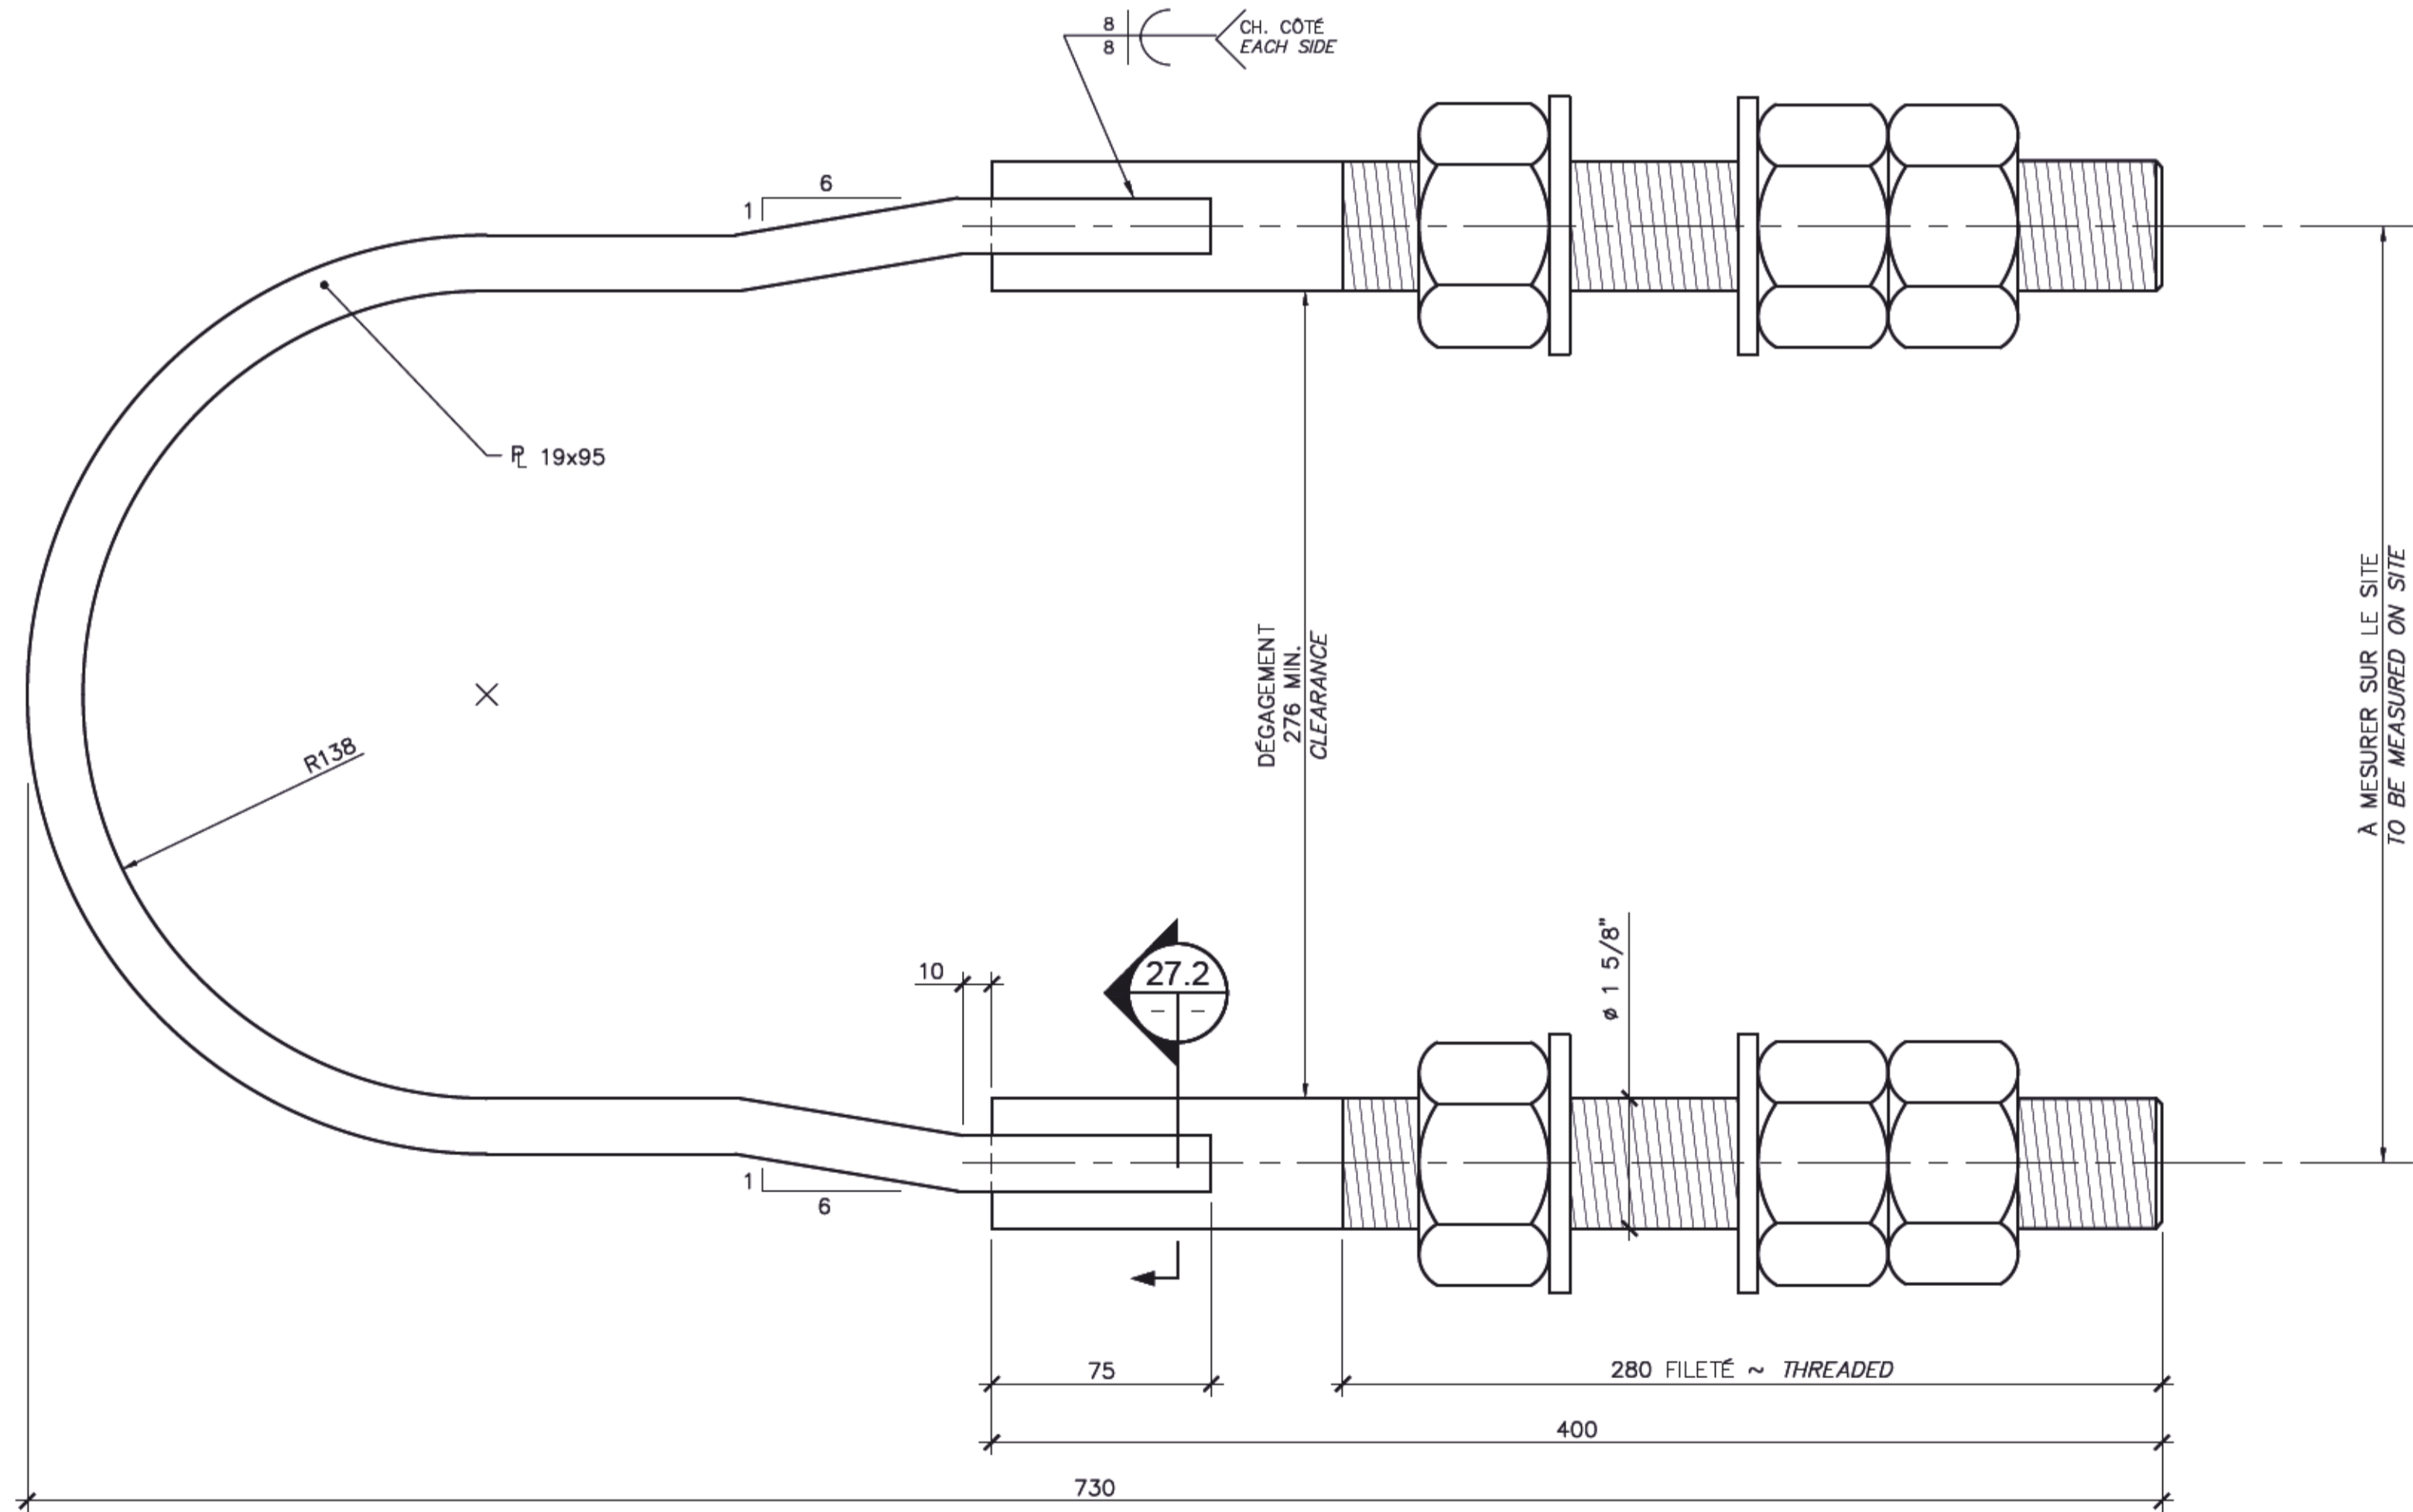 8
8
CH. CÔTÉ
EACH SIDE
6
1
℄ 19x95
R138
DÉGAGEMENT
276 MIN.
CLEARANCE
À MESURER SUR LE SITE
TO BE MEASURED ON SITE
10
27.2
- -
ø 1 5/8"
1
6
75
280 FILETÉ ~ THREADED
400
730